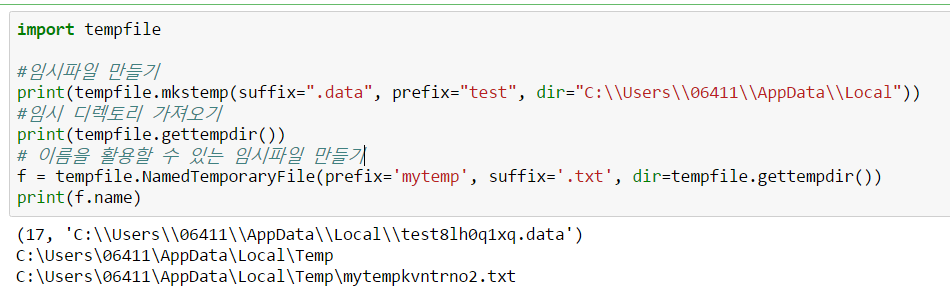 import tempfile
#임시파일 만들기
print(tempfile.mkstemp(suffix=".data", prefix="test", dir="C:\\Users\\06411\\AppData\\Local"))
#임시 디렉토리 가져오기
print(tempfile.gettempdir())
# 이름을 활용할 수 있는 임시파일 만들기
f = tempfile.NamedTemporaryFile(prefix='mytemp', suffix='.txt', dir=tempfile.gettempdir())
print(f.name)
(17, 'C:\\Users\\06411\\AppData\\Local\\test8lh0q1xq.data')
C:\Users\06411\AppData\Local\Temp
C:\Users\06411\AppData\Local\Temp\mytempkvntrno2.txt